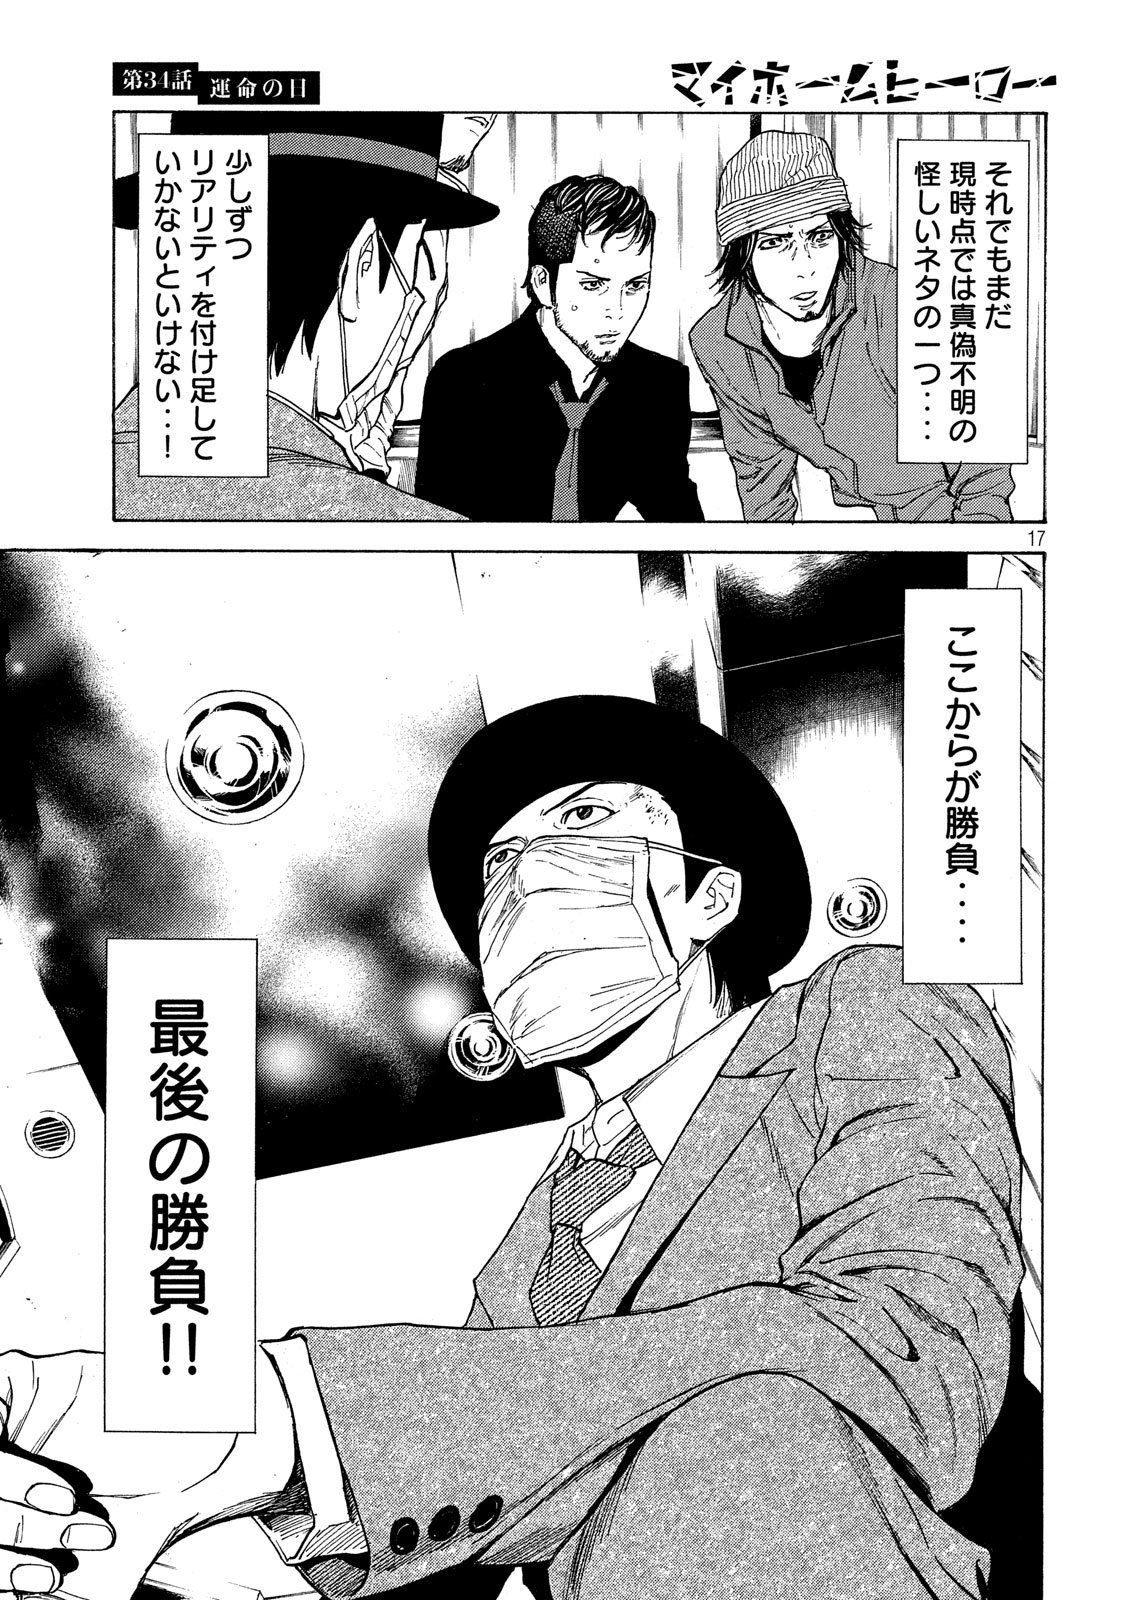 第34話
運命の日
マイホームヒーロー
それでもまだ
現時点では真偽不明の
怪しいネタの一つ‥‥
少しずつ
リアリティを付け足して
いかないといけない‥！
17
ここからが勝負‥‥
最後の勝負!!